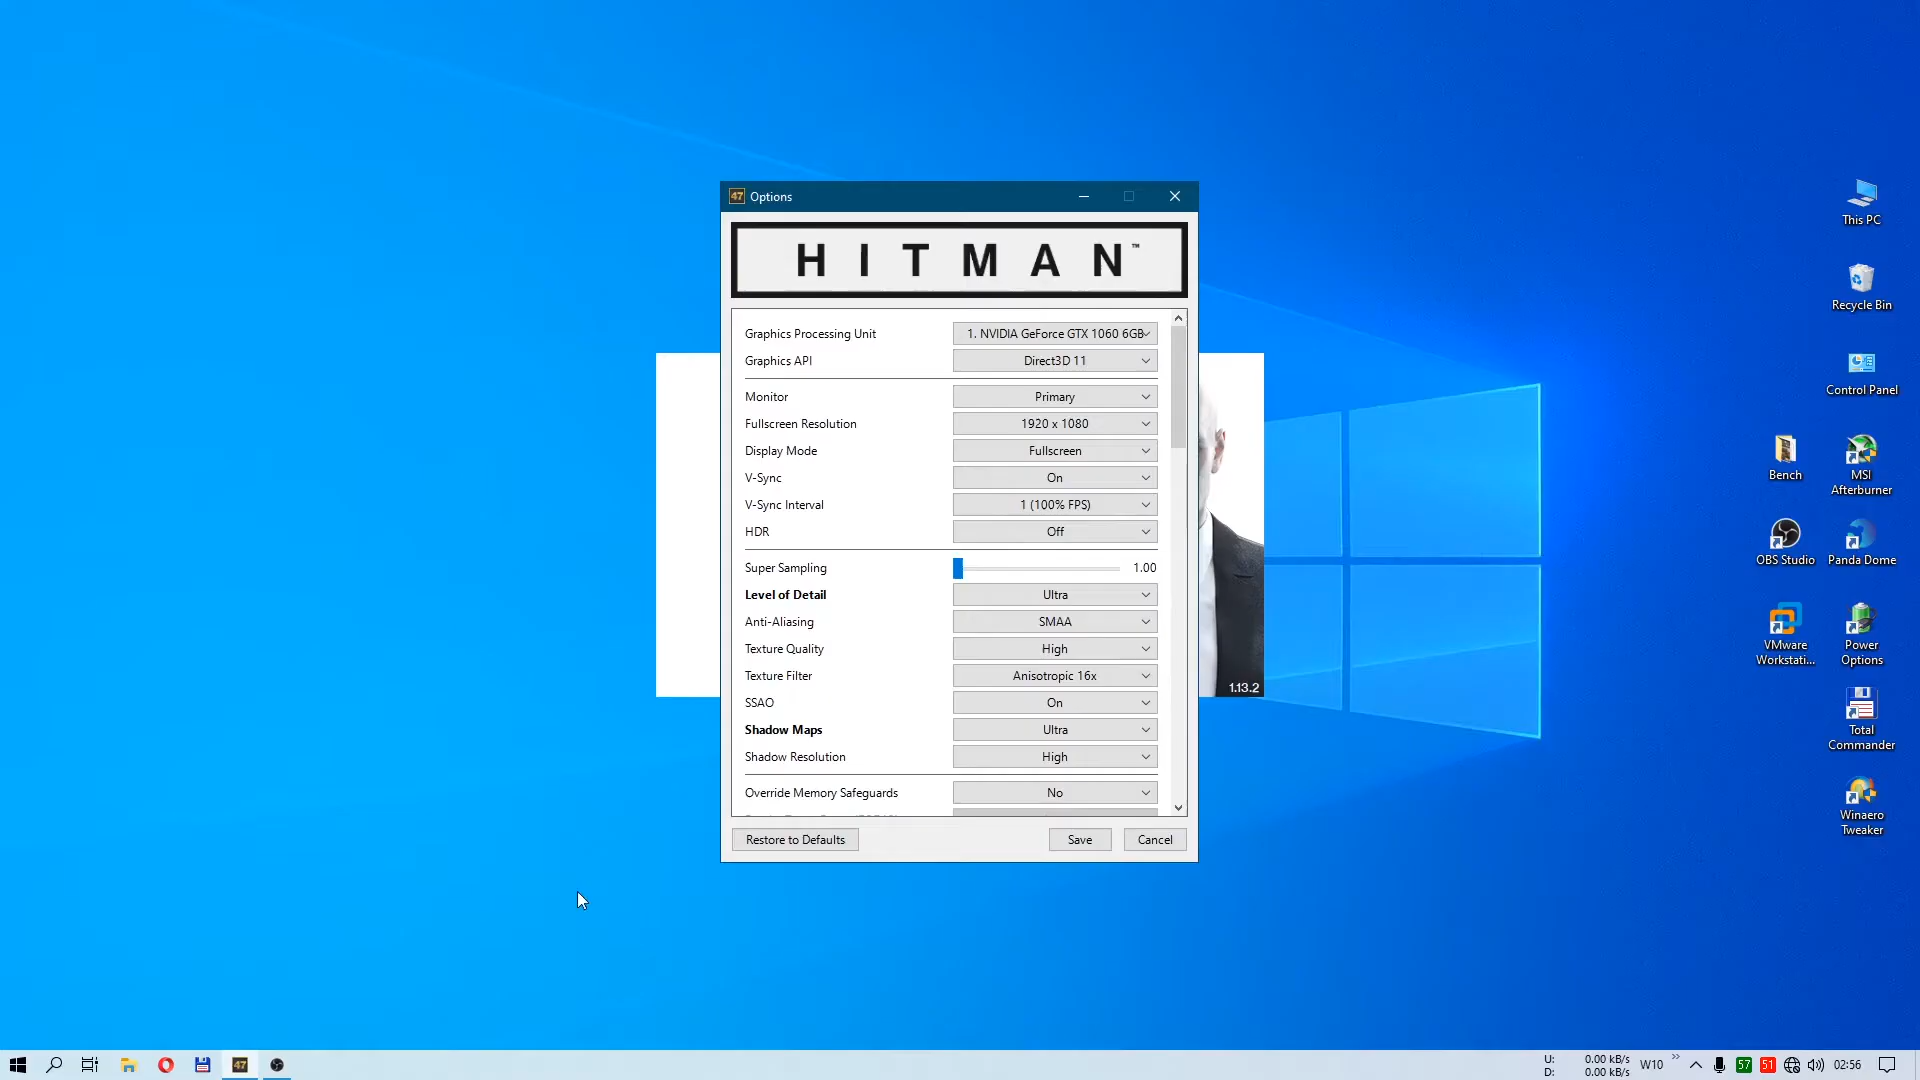 47 Options
HITMAN™
Graphics Processing Unit 1. NVIDIA GeForce GTX 1060 6GB
Graphics API Direct3D 11
Monitor Primary
Fullscreen Resolution 1920 x 1080
Display Mode Fullscreen
V-Sync On
V-Sync Interval 1 (100% FPS)
HDR Off
Super Sampling 1.00
Level of Detail Ultra
Anti-Aliasing SMAA
Texture Quality High
Texture Filter Anisotropic 16x
SSAO On
Shadow Maps Ultra
Shadow Resolution High
Override Memory Safeguards No
Restore to Defaults Save Cancel
1.13.2
This PC
Recycle Bin
Control Panel
Bench
MSI
Afterburner
OBS Studio
Panda Dome
VMware
Workstati...
Power
Options
Total
Commander
Winaero
Tweaker
47
U: 0.00 kB/s
D: 0.00 kB/s
W10
57
51
02:56